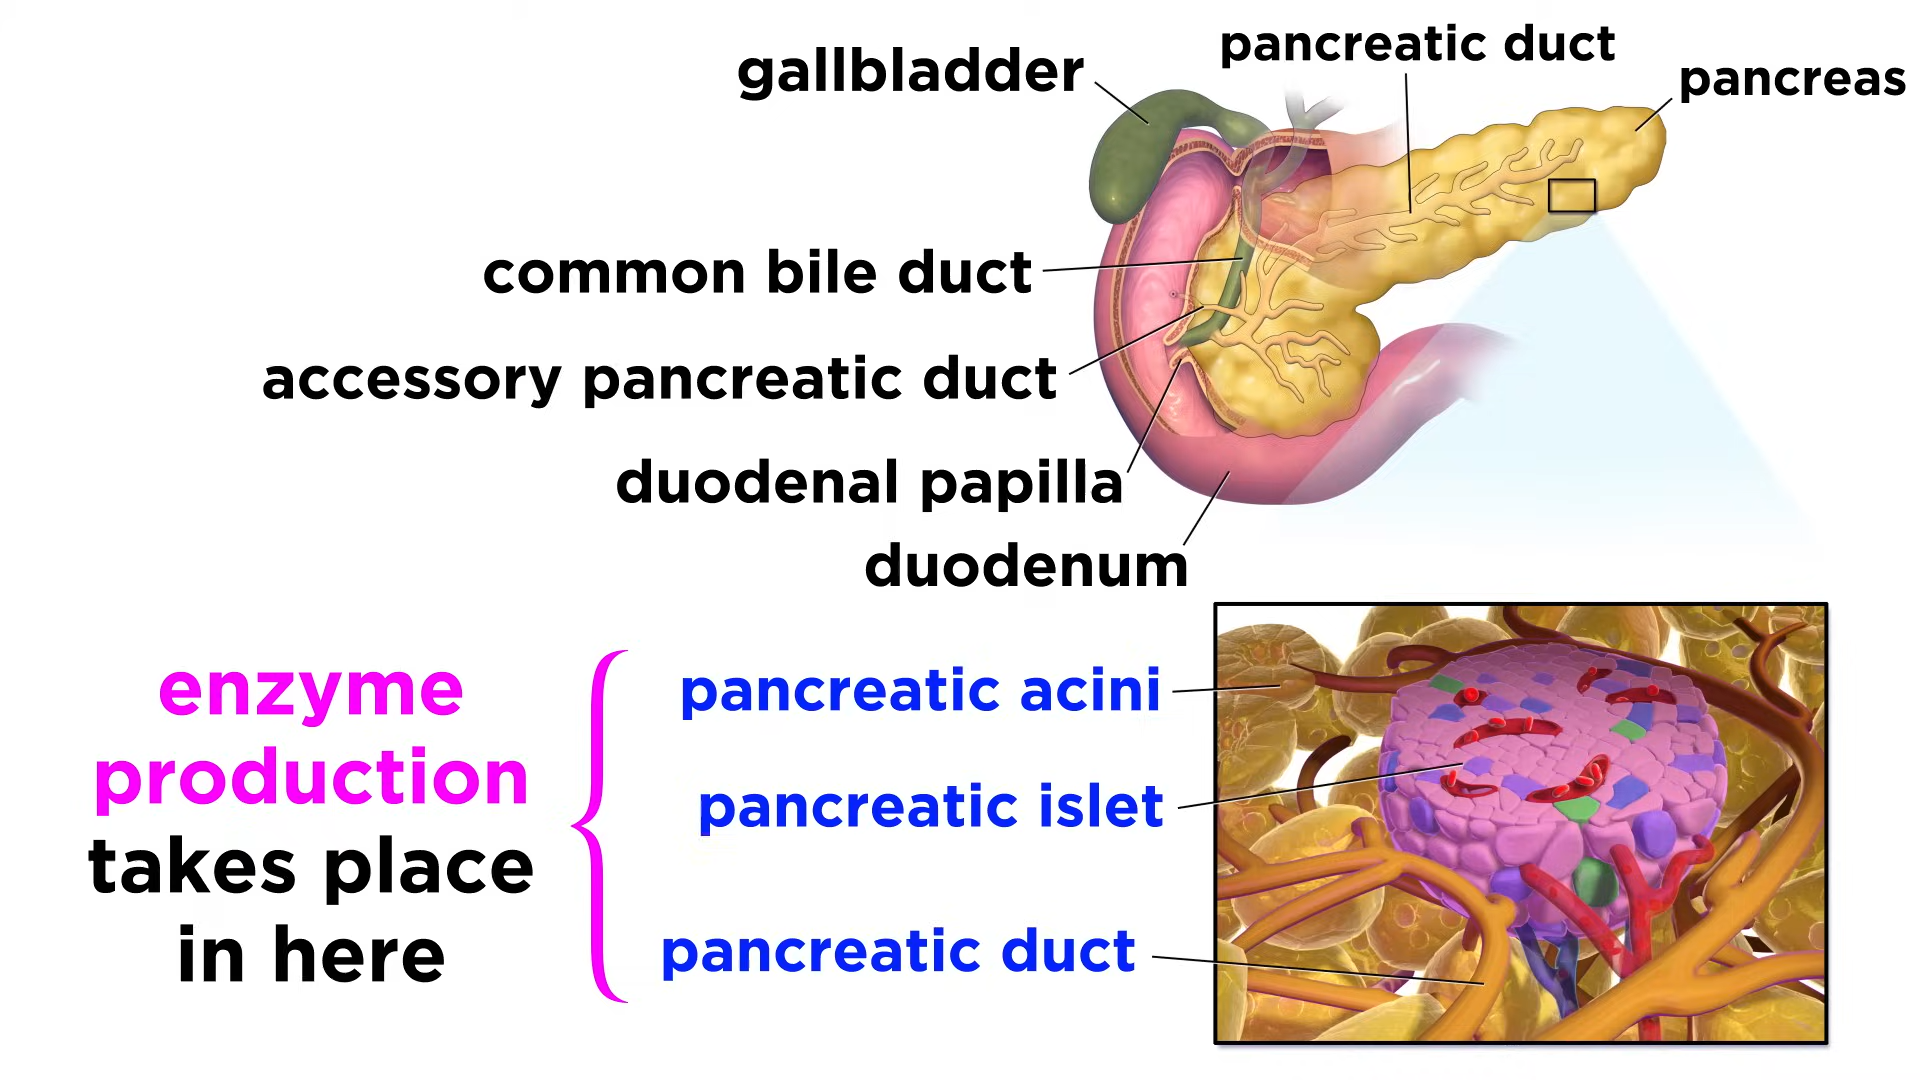 gallbladder
pancreatic duct
pancreas
common bile duct
accessory pancreatic duct
duodenal papilla
duodenum
enzyme
production
takes place
in here
pancreatic acini
pancreatic islet
pancreatic duct